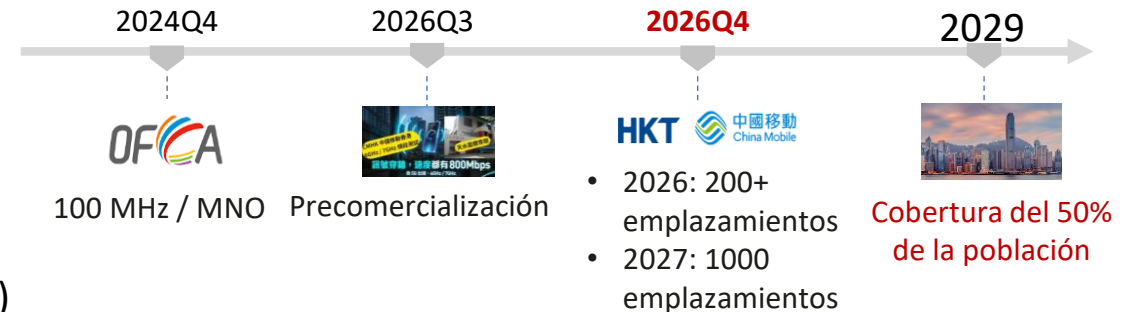 2024Q4
2026Q3
2026Q4
2029
OFCA
100 MHz / MNO
Precomercialización
HKT
中國移動
China Mobile
• 2026: 200+
emplazamientos
• 2027: 1000
emplazamientos
Cobertura del 50%
de la población
)